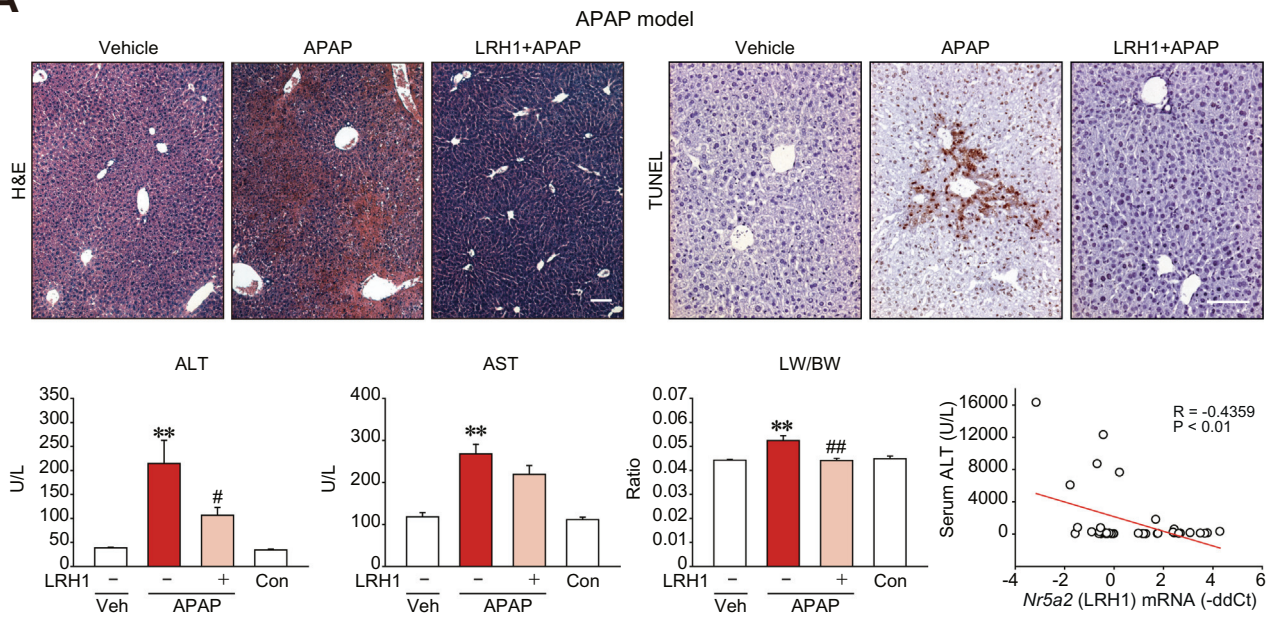 A
APAP model
Vehicle APAP LRH1+APAP Vehicle APAP LRH1+APAP
H&E
TUNEL
ALT
350
300
250
200
150
100
50
0
U/L
**
#
LRH1 – – + Con
Veh APAP
AST
400
300
200
100
0
U/L
**
LRH1 – – + Con
Veh APAP
LW/BW
0.07
0.06
0.05
0.04
0.03
0.02
0.01
0
Ratio
**
##
LRH1 – – + Con
Veh APAP
Serum ALT (U/L)
16000
12000
8000
4000
0
R = -0.4359
P < 0.01
-4 -2 0 2 4 6
Nr5a2 (LRH1) mRNA (-ddCt)